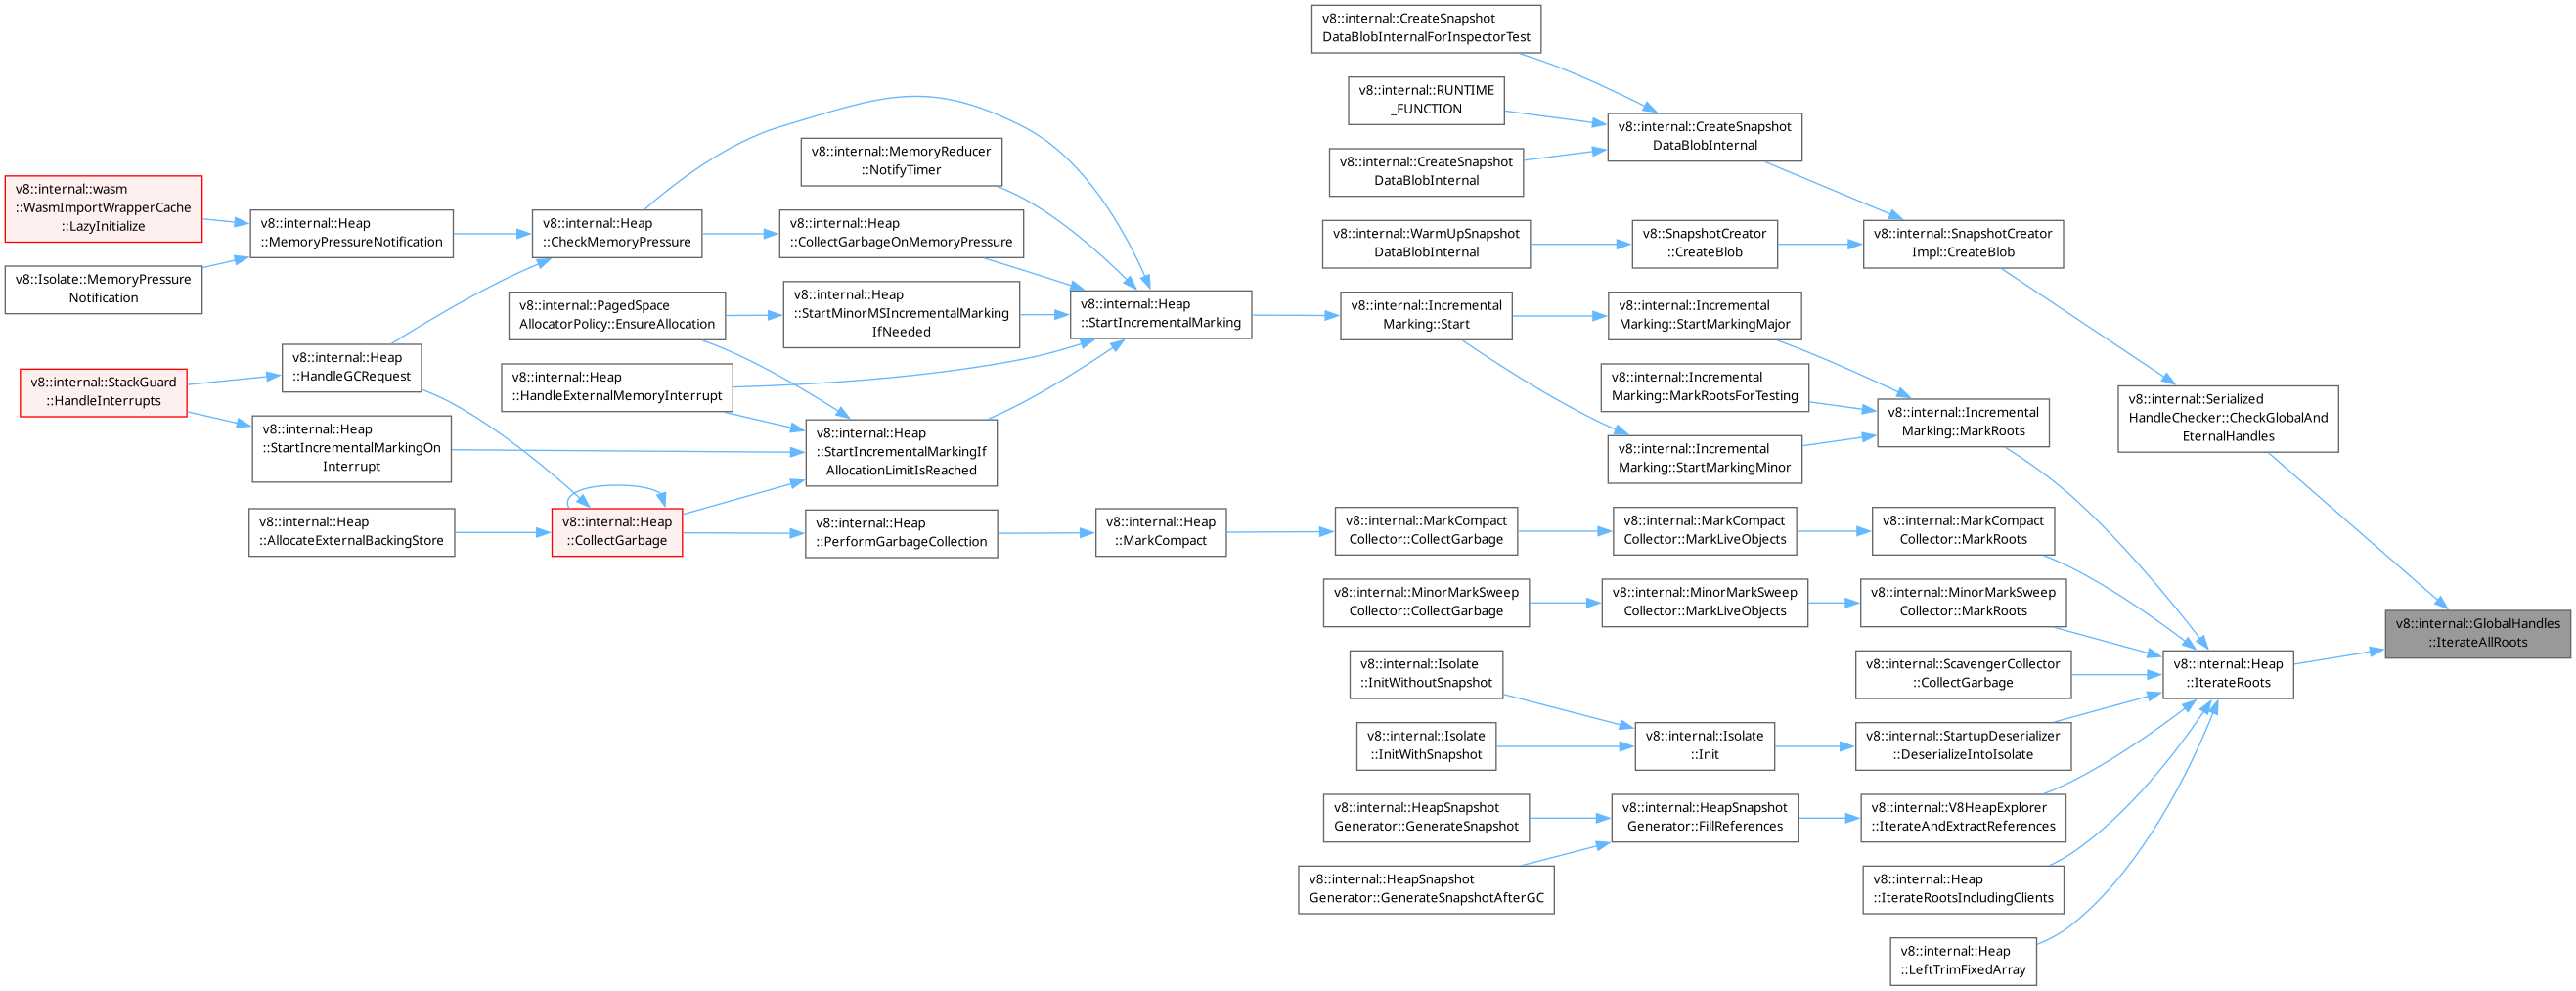 v8::internal::CreateSnapshot
DataBlobInternalForInspectorTest
v8::internal::RUNTIME
_FUNCTION
v8::internal::CreateSnapshot
DataBlobInternal
v8::internal::CreateSnapshot
DataBlobInternal
v8::internal::MemoryReducer
::NotifyTimer
v8::internal::wasm
::WasmImportWrapperCache
::LazyInitialize
v8::internal::Heap
::MemoryPressureNotification
v8::internal::Heap
::CheckMemoryPressure
v8::internal::Heap
::CollectGarbageOnMemoryPressure
v8::internal::WarmUpSnapshot
DataBlobInternal
v8::SnapshotCreator
::CreateBlob
v8::internal::SnapshotCreator
Impl::CreateBlob
v8::Isolate::MemoryPressure
Notification
v8::internal::PagedSpace
AllocatorPolicy::EnsureAllocation
v8::internal::Heap
::StartMinorMSIncrementalMarking
IfNeeded
v8::internal::Heap
::StartIncrementalMarking
v8::internal::Incremental
Marking::Start
v8::internal::Incremental
Marking::StartMarkingMajor
v8::internal::Heap
::HandleGCRequest
v8::internal::StackGuard
::HandleInterrupts
v8::internal::Heap
::HandleExternalMemoryInterrupt
v8::internal::Incremental
Marking::MarkRootsForTesting
v8::internal::Incremental
Marking::MarkRoots
v8::internal::Serialized
HandleChecker::CheckGlobalAnd
EternalHandles
v8::internal::Heap
::StartIncrementalMarkingOn
Interrupt
v8::internal::Heap
::StartIncrementalMarkingIf
AllocationLimitIsReached
v8::internal::Incremental
Marking::StartMarkingMinor
v8::internal::Heap
::AllocateExternalBackingStore
v8::internal::Heap
::CollectGarbage
v8::internal::Heap
::PerformGarbageCollection
v8::internal::Heap
::MarkCompact
v8::internal::MarkCompact
Collector::CollectGarbage
v8::internal::MarkCompact
Collector::MarkLiveObjects
v8::internal::MarkCompact
Collector::MarkRoots
v8::internal::MinorMarkSweep
Collector::CollectGarbage
v8::internal::MinorMarkSweep
Collector::MarkLiveObjects
v8::internal::MinorMarkSweep
Collector::MarkRoots
v8::internal::GlobalHandles
::IterateAllRoots
v8::internal::Isolate
::InitWithoutSnapshot
v8::internal::ScavengerCollector
::CollectGarbage
v8::internal::Heap
::IterateRoots
v8::internal::Isolate
::InitWithSnapshot
v8::internal::Isolate
::Init
v8::internal::StartupDeserializer
::DeserializeIntoIsolate
v8::internal::HeapSnapshot
Generator::GenerateSnapshot
v8::internal::HeapSnapshot
Generator::FillReferences
v8::internal::V8HeapExplorer
::IterateAndExtractReferences
v8::internal::HeapSnapshot
Generator::GenerateSnapshotAfterGC
v8::internal::Heap
::IterateRootsIncludingClients
v8::internal::Heap
::LeftTrimFixedArray